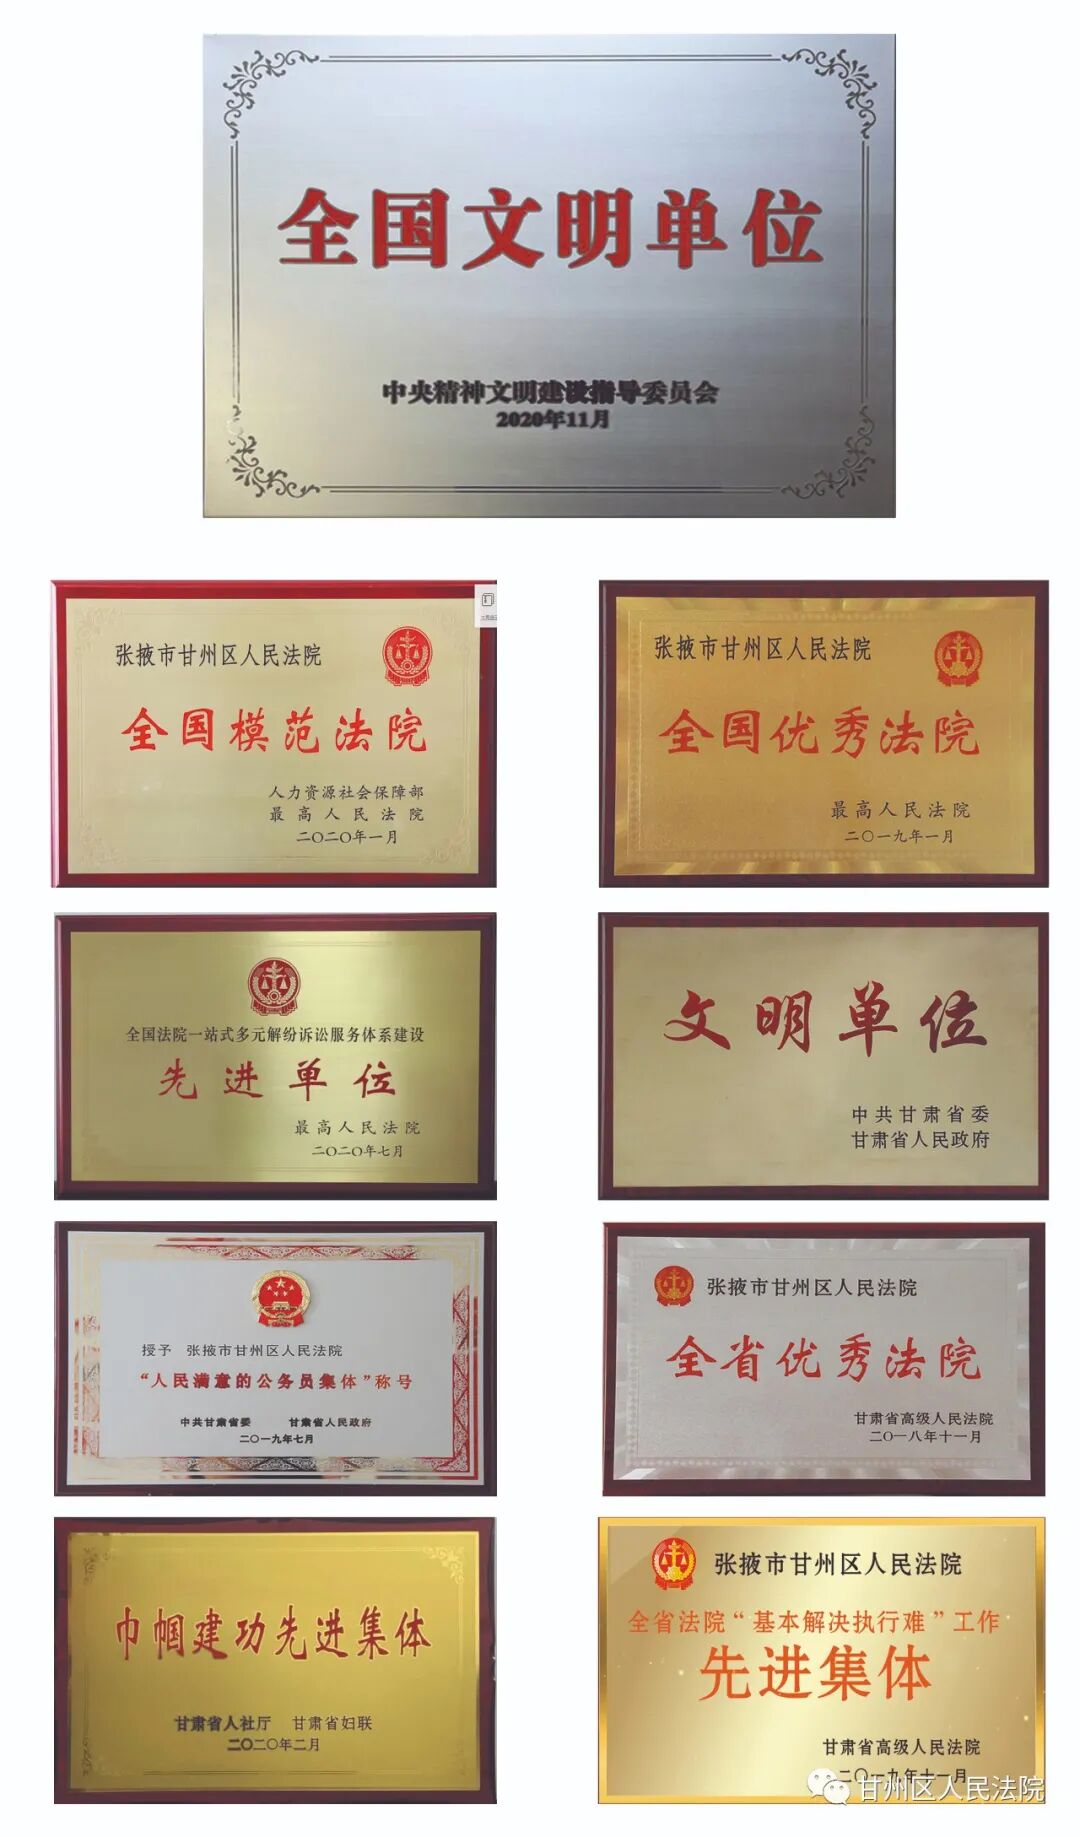 全国文明单位
中央精神文明建设指导委员会
2020年11月
张掖市甘州区人民法院
全国模范法院
人力资源社会保障部
最高人民法院
二〇二〇年一月
张掖市甘州区人民法院
全国优秀法院
最高人民法院
二〇一九年一月
全国法院一站式多元解纷诉讼服务体系建设
先进单位
最高人民法院
二〇二〇年七月
文明单位
中共甘肃省委
甘肃省人民政府
授予 张掖市甘州区人民法院
“人民满意的公务员集体”称号
中共甘肃省委 甘肃省人民政府
二〇一九年七月
张掖市甘州区人民法院
全省优秀法院
甘肃省高级人民法院
二〇一八年十一月
巾帼建功先进集体
甘肃省人社厅 甘肃省妇联
二〇二〇年二月
张掖市甘州区人民法院
全省法院“基本解决执行难”工作
先进集体
甘肃省高级人民法院
二〇一九年十一月
甘州区人民法院